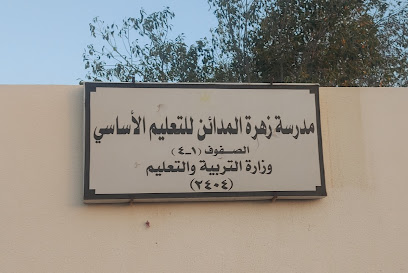 مدرسة زهرة المدائن للتعليم الأساسي
الصفوف (١-٤)
وزارة التربية والتعليم
(٢٤٠٤)